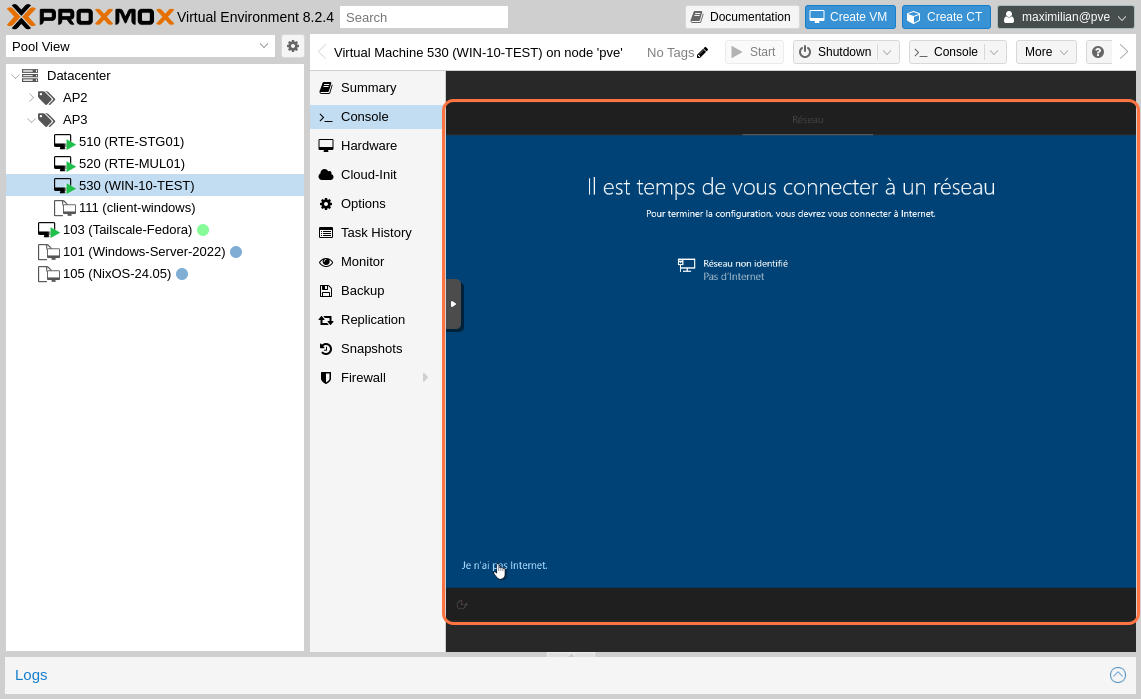 PROXMOX Virtual Environment 8.2.4 Search Documentation Create VM Create CT maximilian@pve
Pool View
Datacenter
AP2
AP3
510 (RTE-STG01)
520 (RTE-MUL01)
530 (WIN-10-TEST)
111 (client-windows)
103 (Tailscale-Fedora)
101 (Windows-Server-2022)
105 (NixOS-24.05)
Virtual Machine 530 (WIN-10-TEST) on node 'pve' No Tags Start Shutdown >_ Console More ?
Summary
>_ Console
Hardware
Cloud-Init
Options
Task History
Monitor
Backup
Replication
Snapshots
Firewall
Réseau
Il est temps de vous connecter à un réseau
Pour terminer la configuration, vous devrez vous connecter à Internet.
Réseau non identifié
Pas d'Internet
Je n'ai pas Internet.
Logs